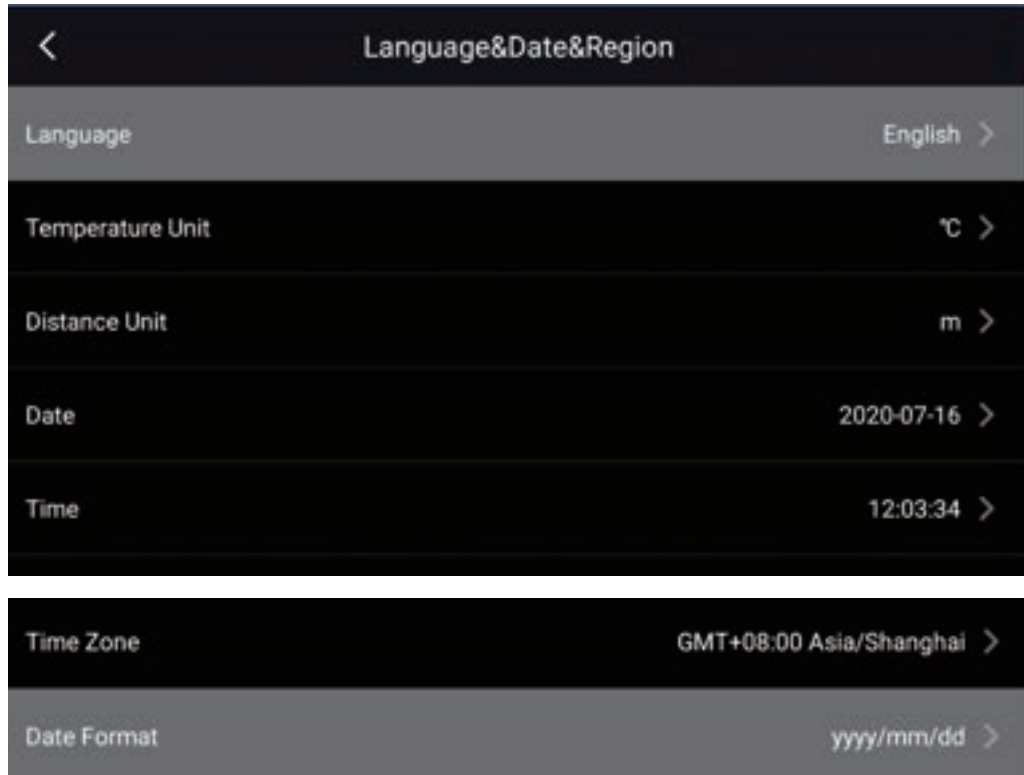 Language&Date&Region
Language English
Temperature Unit ℃
Distance Unit m
Date 2020-07-16
Time 12:03:34
Time Zone GMT+08:00 Asia/Shanghai
Date Format yyyy/mm/dd